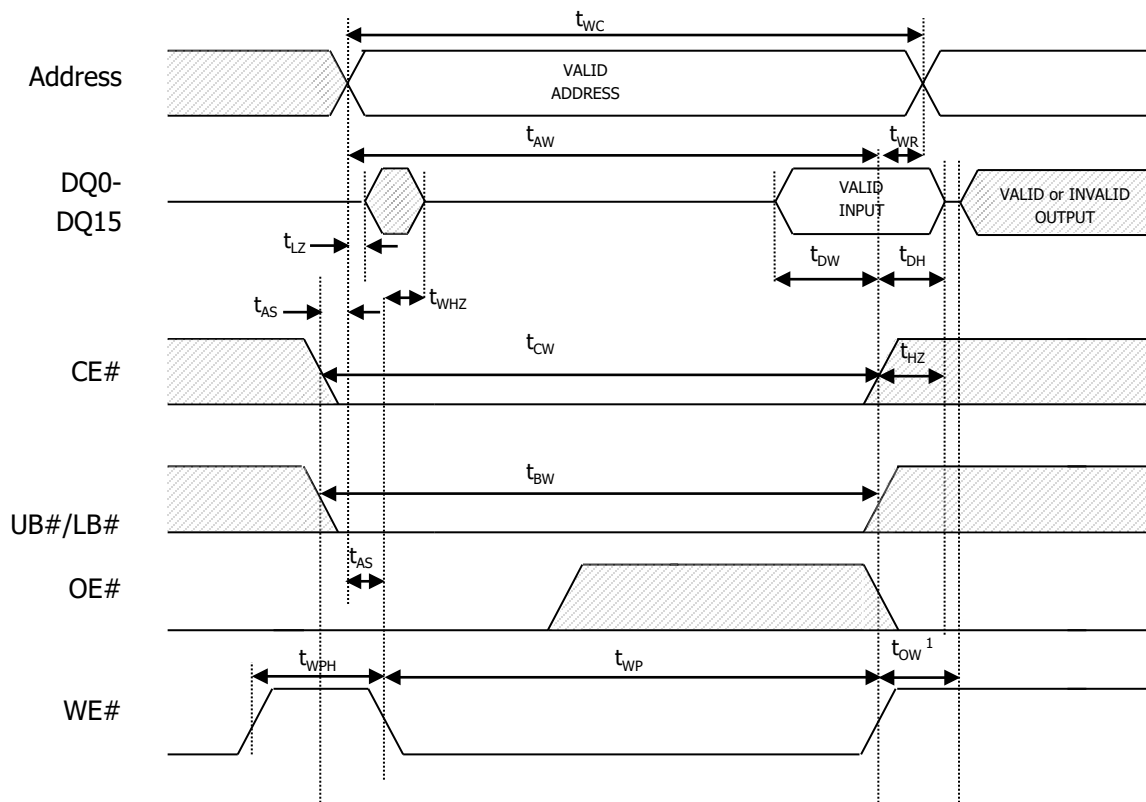 tWC
Address
VALID
ADDRESS
tAW
tWR
DQ0-
DQ15
VALID
INPUT
VALID or INVALID
OUTPUT
tLZ
tDW
tDH
tAS
tWHZ
CE#
tCW
tHZ
UB#/LB#
tBW
tAS
OE#
tWPH
tWP
tOW 1
WE#